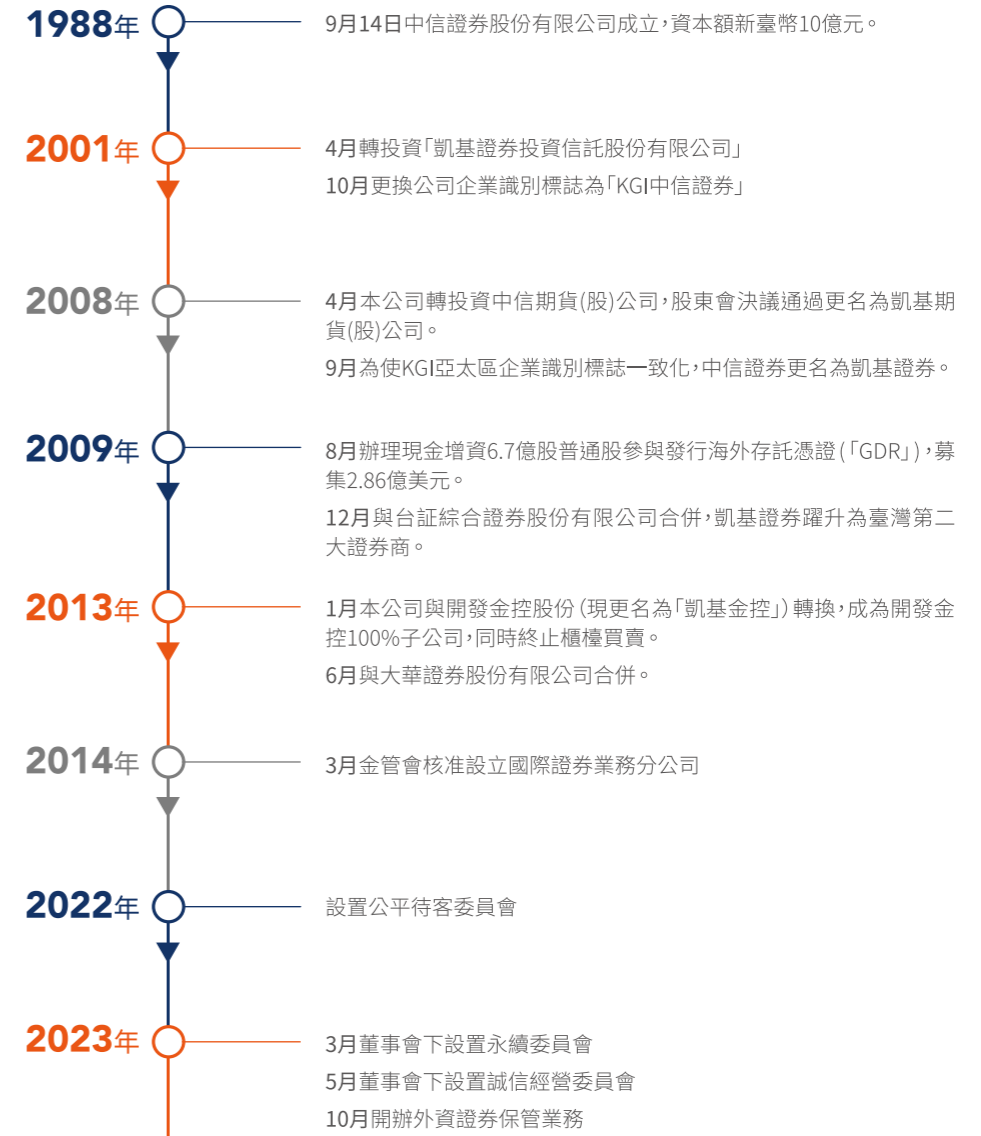 1988年
9月14日中信證券股份有限公司成立，資本額新臺幣10億元。
2001年
4月轉投資「凱基證券投資信託股份有限公司」
10月更換公司企業識別標誌為「KGI中信證券」
2008年
4月本公司轉投資中信期貨(股)公司，股東會決議通過更名為凱基期
貨(股)公司。
9月為使KGI亞太區企業識別標誌一致化，中信證券更名為凱基證券。
2009年
8月辦理現金增資6.7億股普通股參與發行海外存託憑證(「GDR」)，募
集2.86億美元。
12月與台証綜合證券股份有限公司合併，凱基證券躍升為臺灣第二
大證券商。
2013年
1月本公司與開發金控股份（現更名為「凱基金控」）轉換，成為開發金
控100%子公司，同時終止櫃檯買賣。
6月與大華證券股份有限公司合併。
2014年
3月金管會核准設立國際證券業務分公司
2022年
設置公平待客委員會
2023年
3月董事會下設置永續委員會
5月董事會下設置誠信經營委員會
10月開辦外資證券保管業務